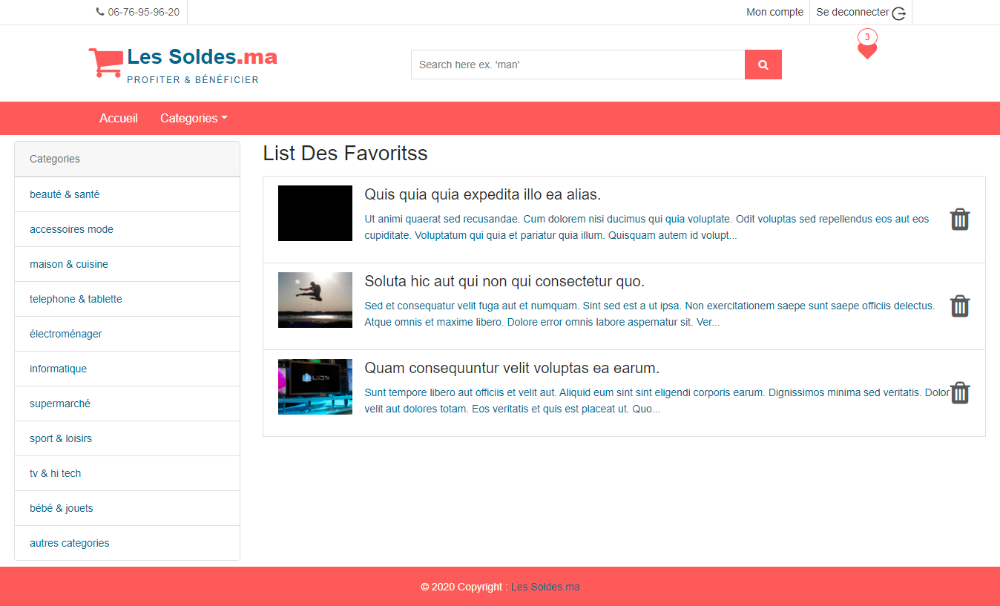 06-76-95-96-20
Mon compte
Se deconnecter
3
Les Soldes.ma
PROFITER & BÉNÉFICIER
Search here ex. 'man'
Accueil
Categories
Categories
beauté & santé
accessoires mode
maison & cuisine
telephone & tablette
électroménager
informatique
supermarché
sport & loisirs
tv & hi tech
bébé & jouets
autres categories
List Des Favoritss
Quis quia quia expedita illo ea alias.
Ut animi quaerat sed recusandae. Cum dolorem nisi ducimus qui quia voluptate. Odit voluptas sed repellendus eos aut eos
cupiditate. Voluptatum qui quia et pariatur quia illum. Quisquam autem id volupt...
Soluta hic aut qui non qui consectetur quo.
Sed et consequatur velit fuga aut et numquam. Sint sed est a ut ipsa. Non exercitationem saepe sunt saepe officiis delectus.
Atque omnis et maxime libero. Dolore error omnis labore aspernatur sit. Ver...
LEDTV
Quam consequuntur velit voluptas ea earum.
Sunt tempore libero aut officiis et velit aut. Aliquid eum sint sint eligendi corporis earum. Dignissimos minima sed veritatis. Dolor
velit aut dolores totam. Eos veritatis et quis est placeat ut. Quo...
© 2020 Copyright : Les Soldes.ma